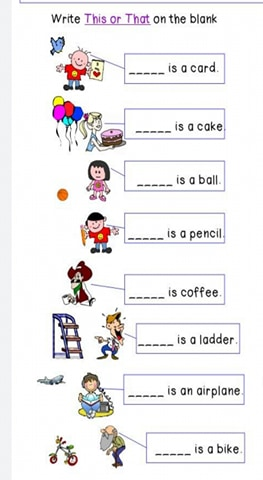 Write This or That on the blank
_____ is a card.
_____ is a cake.
_____ is a ball.
_____ is a pencil.
_____ is coffee.
_____ is a ladder.
_____ is an airplane.
_____ is a bike.